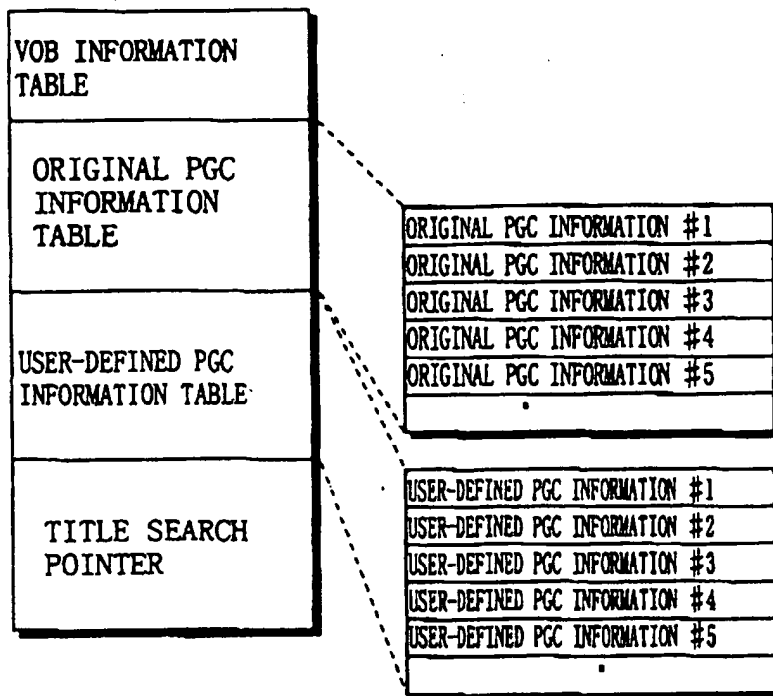 VOB INFORMATION
TABLE
ORIGINAL PGC
INFORMATION
TABLE
USER-DEFINED PGC
INFORMATION TABLE
TITLE SEARCH
POINTER
ORIGINAL PGC INFORMATION #1
ORIGINAL PGC INFORMATION #2
ORIGINAL PGC INFORMATION #3
ORIGINAL PGC INFORMATION #4
ORIGINAL PGC INFORMATION #5
USER-DEFINED PGC INFORMATION #1
USER-DEFINED PGC INFORMATION #2
USER-DEFINED PGC INFORMATION #3
USER-DEFINED PGC INFORMATION #4
USER-DEFINED PGC INFORMATION #5